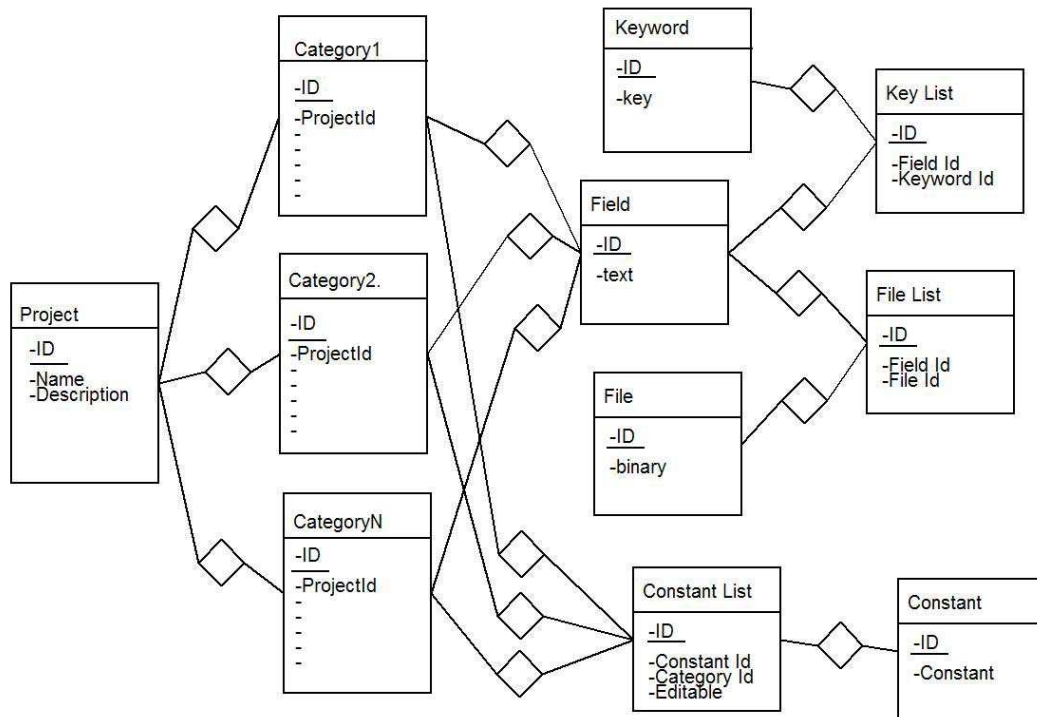 Project
-ID
-Name
-Description
Category1
-ID
-ProjectId
-
-
-
-
-
Category2.
-ID
-ProjectId
-
-
-
-
-
CategoryN
-ID
-ProjectId
-
-
-
-
-
Keyword
-ID
-key
Key List
-ID
-Field Id
-Keyword Id
Field
-ID
-text
File List
-ID
-Field Id
-File Id
File
-ID
-binary
Constant List
-ID
-Constant Id
-Category Id
-Editable
Constant
-ID
-Constant